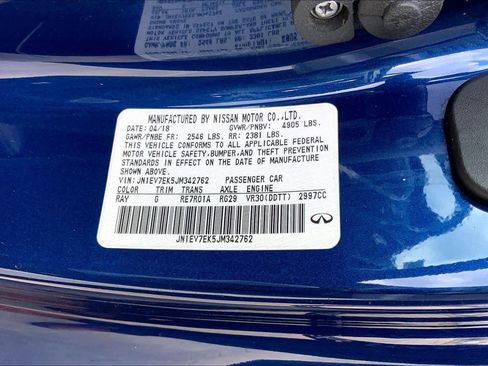 MANUFACTURED BY NISSAN MOTOR CO.,LTD.
DATE: 04/18 GVWR/PNBV: 4905 LBS.
GAWR/PNBE FR: 2546 LBS. RR: 2381 LBS.
THIS VEHICLE CONFORMS TO ALL APPLICABLE FEDERAL
MOTOR VEHICLE SAFETY,BUMPER,AND THEFT PREVENTION
STANDARDS IN EFFECT ON THE DATE OF MANUFACTURE
SHOWN ABOVE.
VIN:JN1EV7EK5JM342762 PASSENGER CAR
COLOR TRIM TRANS AXLE ENGINE
RAY G RE7R01A RG29 VR30(DDTT) 2997CC
JN1EV7EK5JM342762